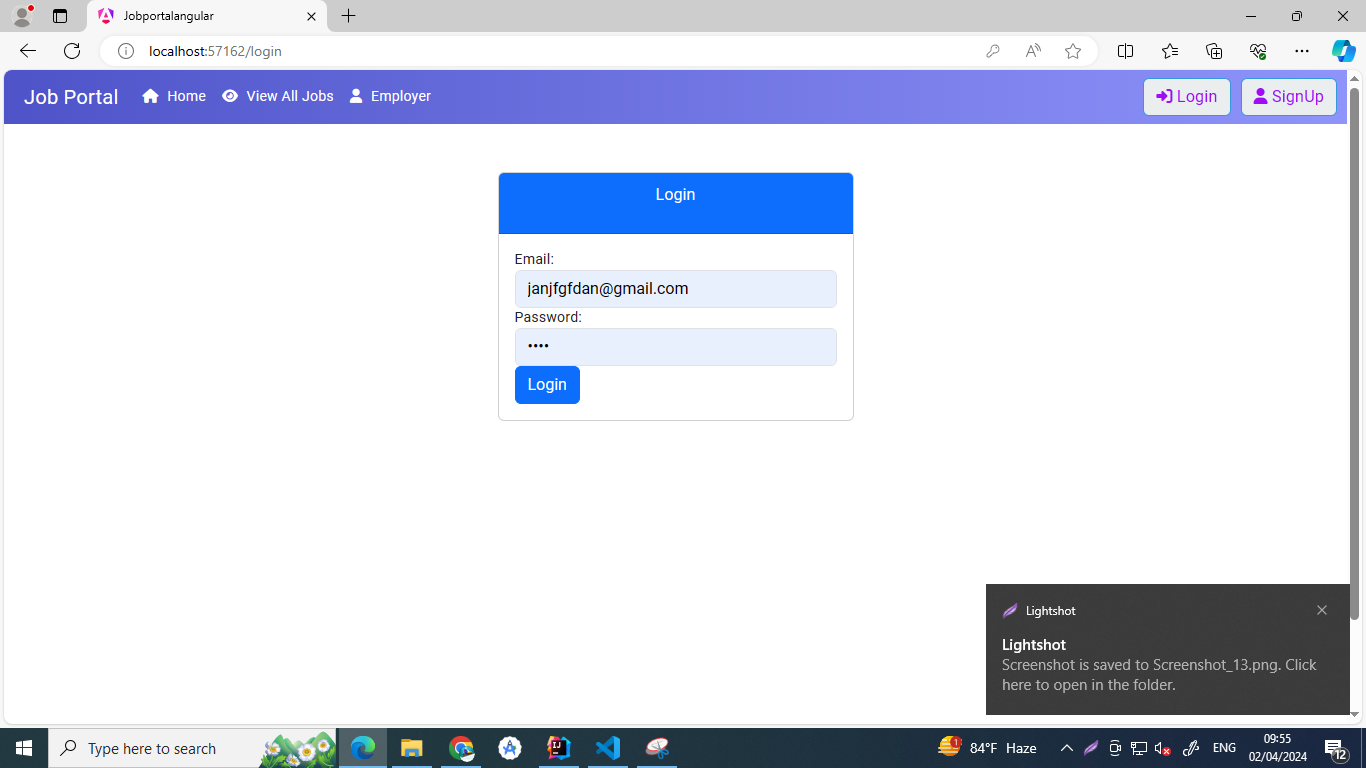 Jobportalangular
localhost:57162/login
Job Portal Home View All Jobs Employer Login SignUp
Login
Email:
janjfgfdan@gmail.com
Password:
••••
Login
Lightshot
Lightshot
Screenshot is saved to Screenshot_13.png. Click
here to open in the folder.
Type here to search
1
84°F Haze
ENG
09:55
02/04/2024
12